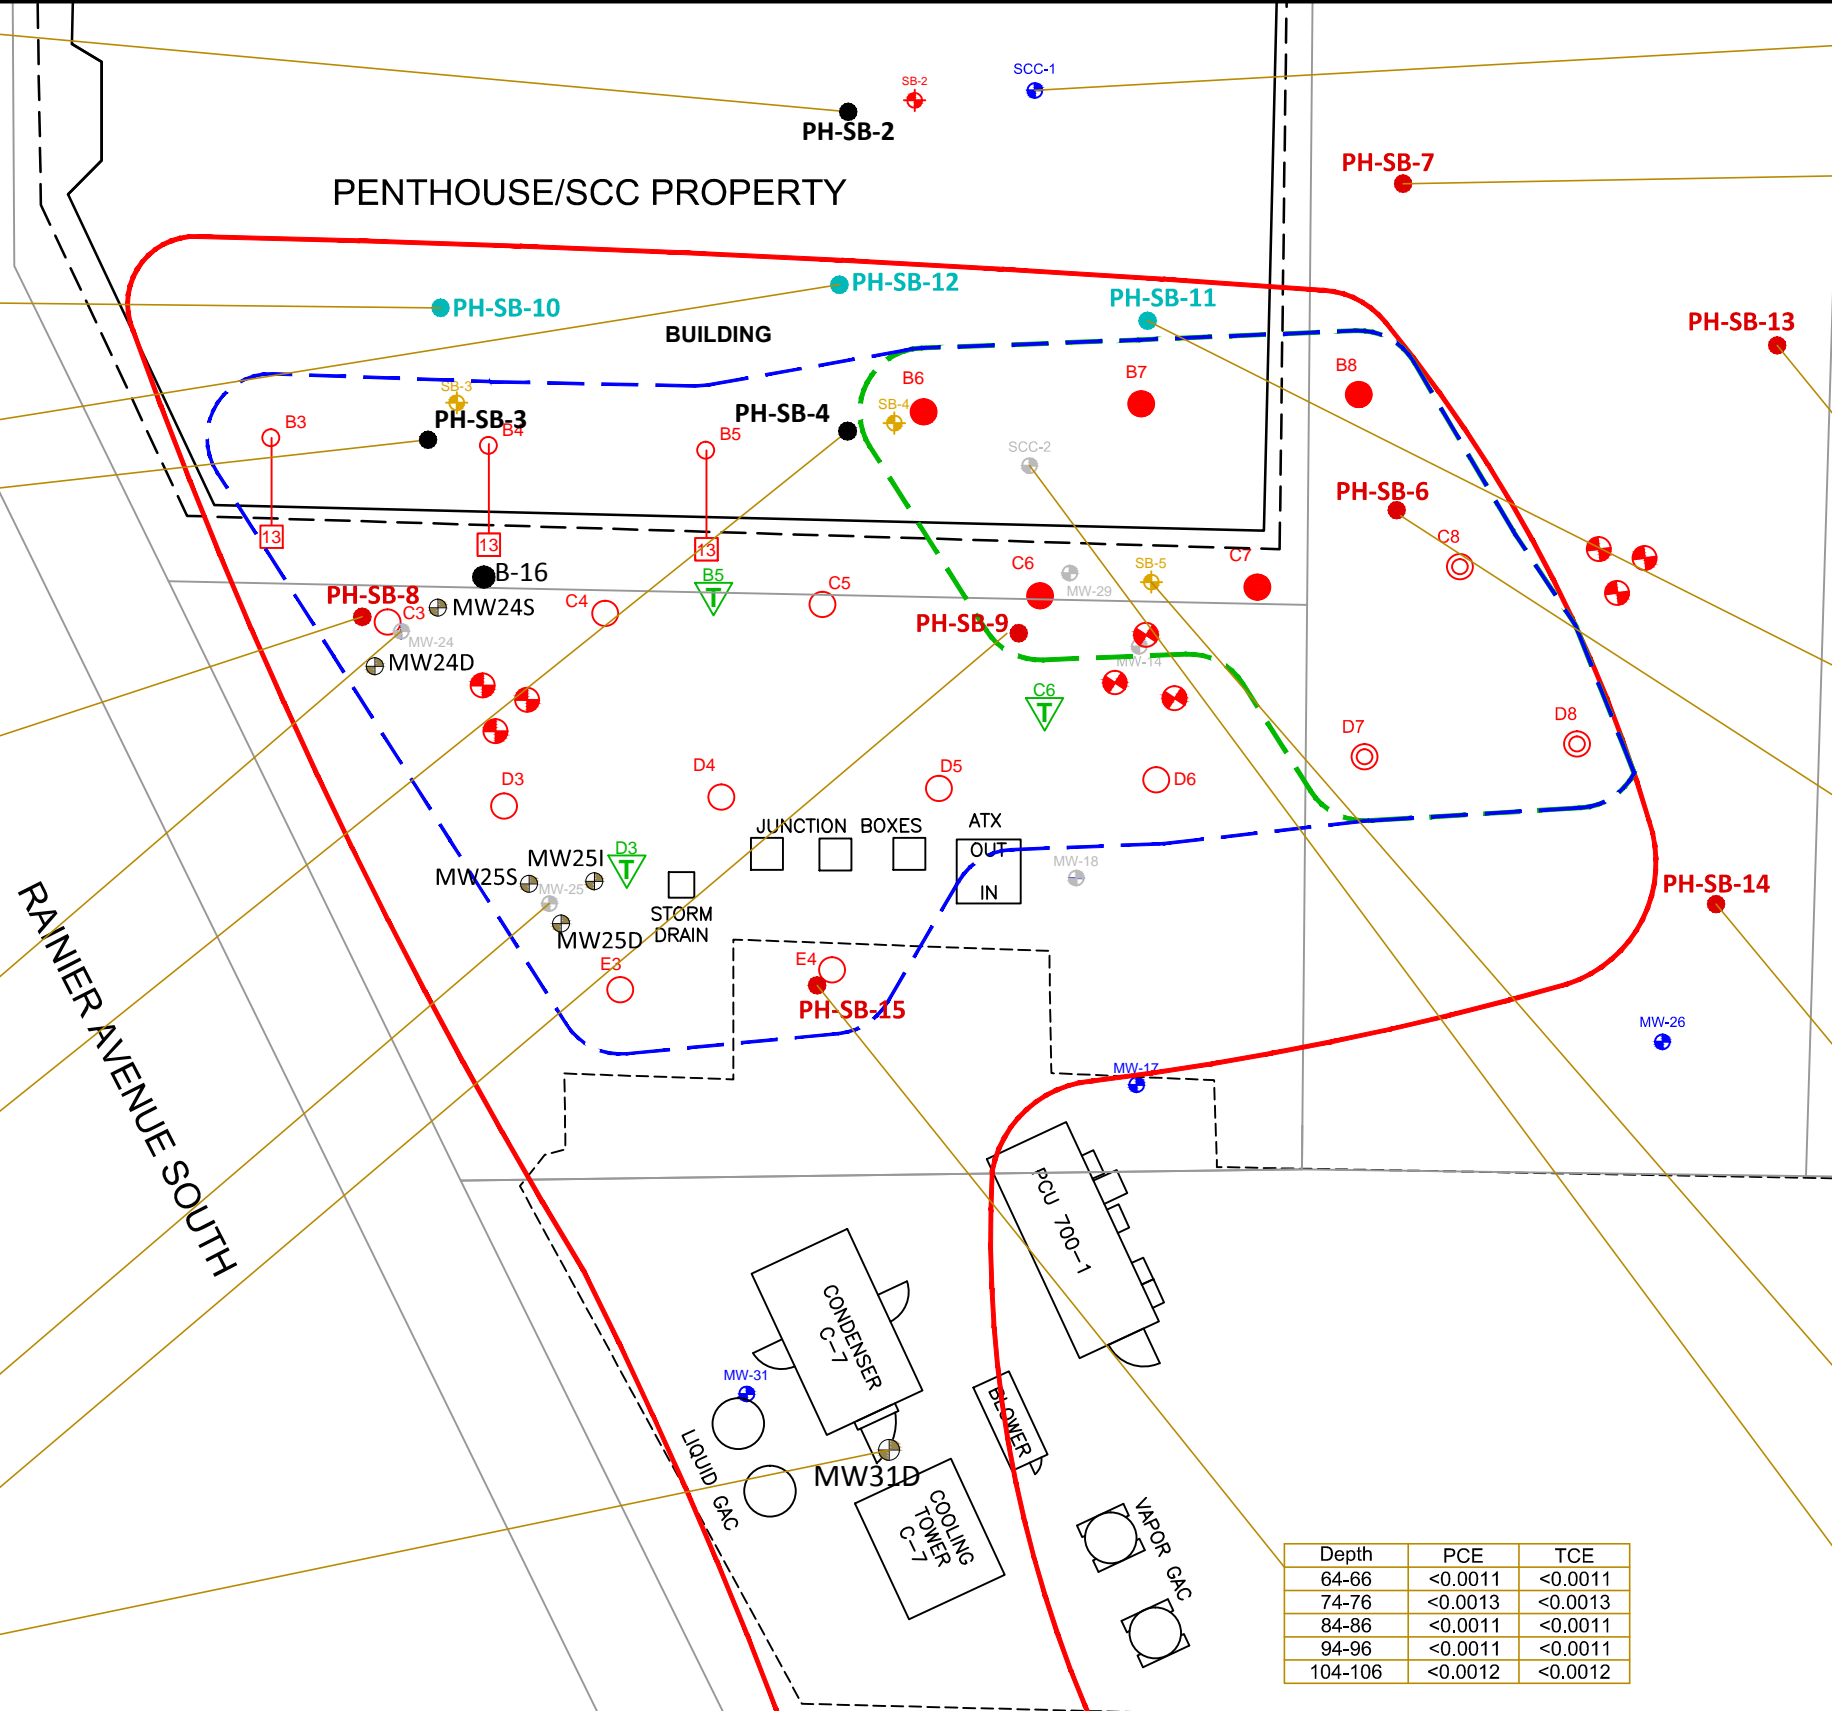 SCC-1
SB-2
PH-SB-2
PH-SB-7
PENTHOUSE/SCC PROPERTY
PH-SB-12
PH-SB-11
PH-SB-10
PH-SB-13
BUILDING
B8
B7
B6
SB-3
SB-4
PH-SB-4
PH-SB-3
B3
B4
B5
SCC-2
PH-SB-6
13
13
13
C8
C7
C6
SB-5
B-16
B5
MW-29
PH-SB-8
C3
MW24S
C4
C5
PH-SB-9
MW-24
MW24D
MW-14
C6
D8
D7
D3
D4
D5
D6
JUNCTION BOXES
ATX
OUT
IN
D3
MW25I
MW25S
MW-25
MW-18
PH-SB-14
STORM
DRAIN
MW25D
E3
E4
PH-SB-15
RAINIER AVENUE SOUTH
MW-26
MW-17
PCU 700-1
CONDENSER
C-7
MW-31
BLOWER
LIQUID GAC
MW31D
COOLING
TOWER
C-7
VAPOR GAC
Depth PCE TCE
64-66 <0.0011 <0.0011
74-76 <0.0013 <0.0013
84-86 <0.0011 <0.0011
94-96 <0.0011 <0.0011
104-106 <0.0012 <0.0012